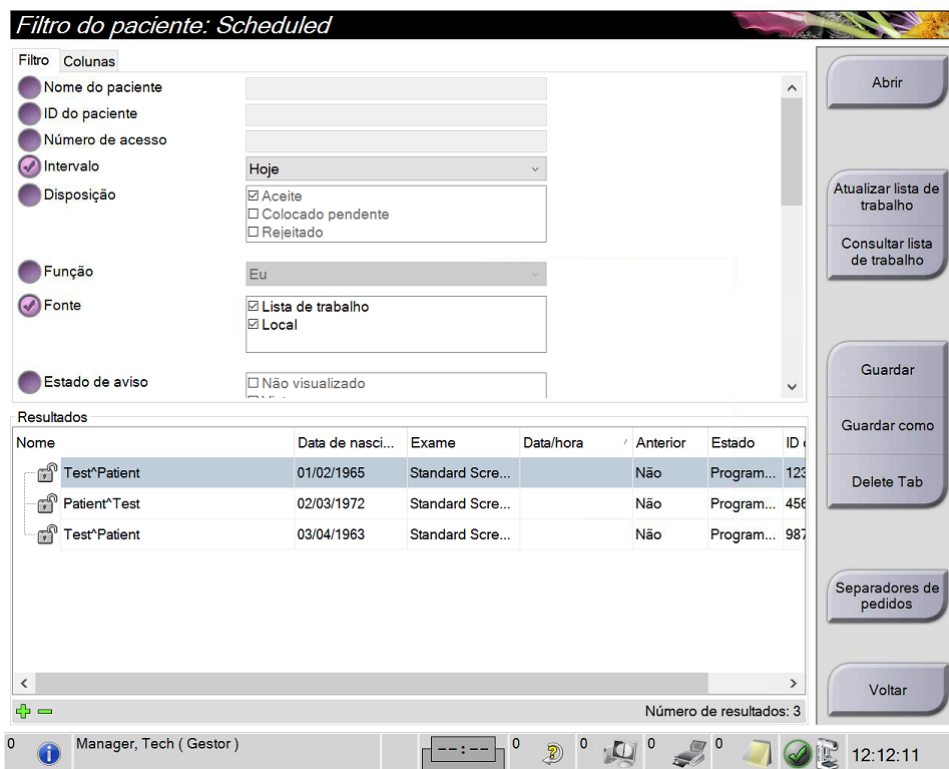 Filtro do paciente: Scheduled
Filtro Colunas
Nome do paciente
ID do paciente
Número de acesso
Intervalo Hoje
Disposição Aceite
Colocado pendente
Rejeitado
Função Eu
Fonte Lista de trabalho
Local
Estado de aviso Não visualizado
Resultados
Nome Data de nasci... Exame Data/hora Anterior Estado ID
Test^Patient 01/02/1965 Standard Scre... Não Program... 123
Patient^Test 02/03/1972 Standard Scre... Não Program... 456
Test^Patient 03/04/1963 Standard Scre... Não Program... 987
Número de resultados: 3
Abrir
Atualizar lista de
trabalho
Consultar lista
de trabalho
Guardar
Guardar como
Delete Tab
Separadores de
pedidos
Voltar
0 Manager, Tech ( Gestor ) --:-- 0 0 0 0 12:12:11